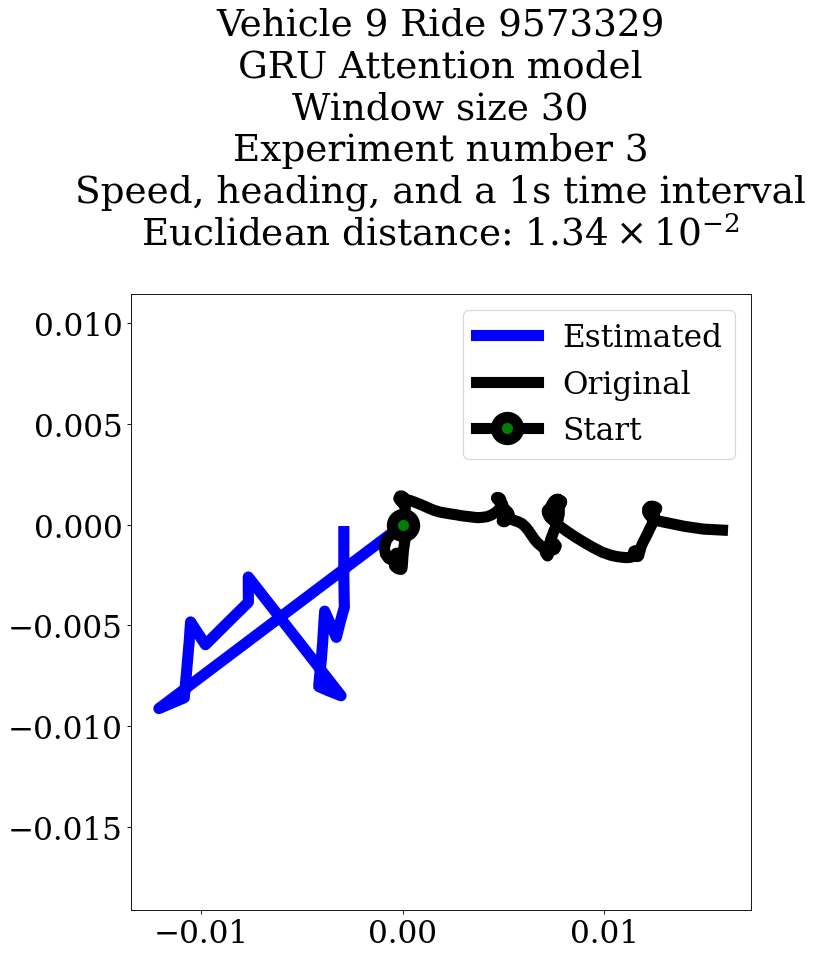 Vehicle 9 Ride 9573329
GRU Attention model
Window size 30
Experiment number 3
Speed, heading, and a 1s time interval
Euclidean distance: 1.34 × 10⁻²
Estimated
Original
Start
0.010
0.005
0.000
−0.005
−0.010
−0.015
−0.01 0.00 0.01